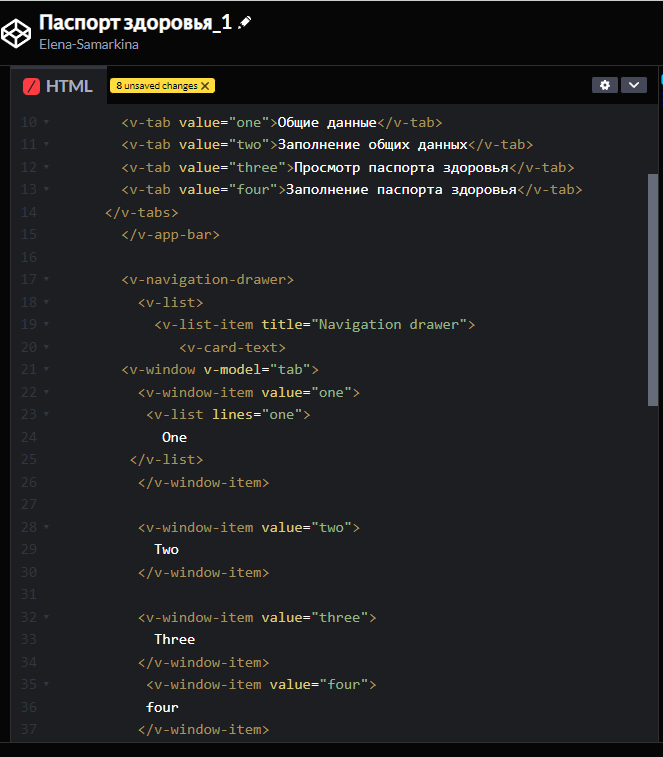 Паспорт здоровья_1
Elena-Samarkina
/ HTML 8 unsaved changes X
10 <v-tab value="one">Общие данные</v-tab>
11 <v-tab value="two">Заполнение общих данных</v-tab>
12 <v-tab value="three">Просмотр паспорта здоровья</v-tab>
13 <v-tab value="four">Заполнение паспорта здоровья</v-tab>
14 </v-tabs>
15 </v-app-bar>
16
17 <v-navigation-drawer>
18 <v-list>
19 <v-list-item title="Navigation drawer">
20 <v-card-text>
21 <v-window v-model="tab">
22 <v-window-item value="one">
23 <v-list lines="one">
24 One
25 </v-list>
26 </v-window-item>
27
28 <v-window-item value="two">
29 Two
30 </v-window-item>
31
32 <v-window-item value="three">
33 Three
34 </v-window-item>
35 <v-window-item value="four">
36 four
37 </v-window-item>